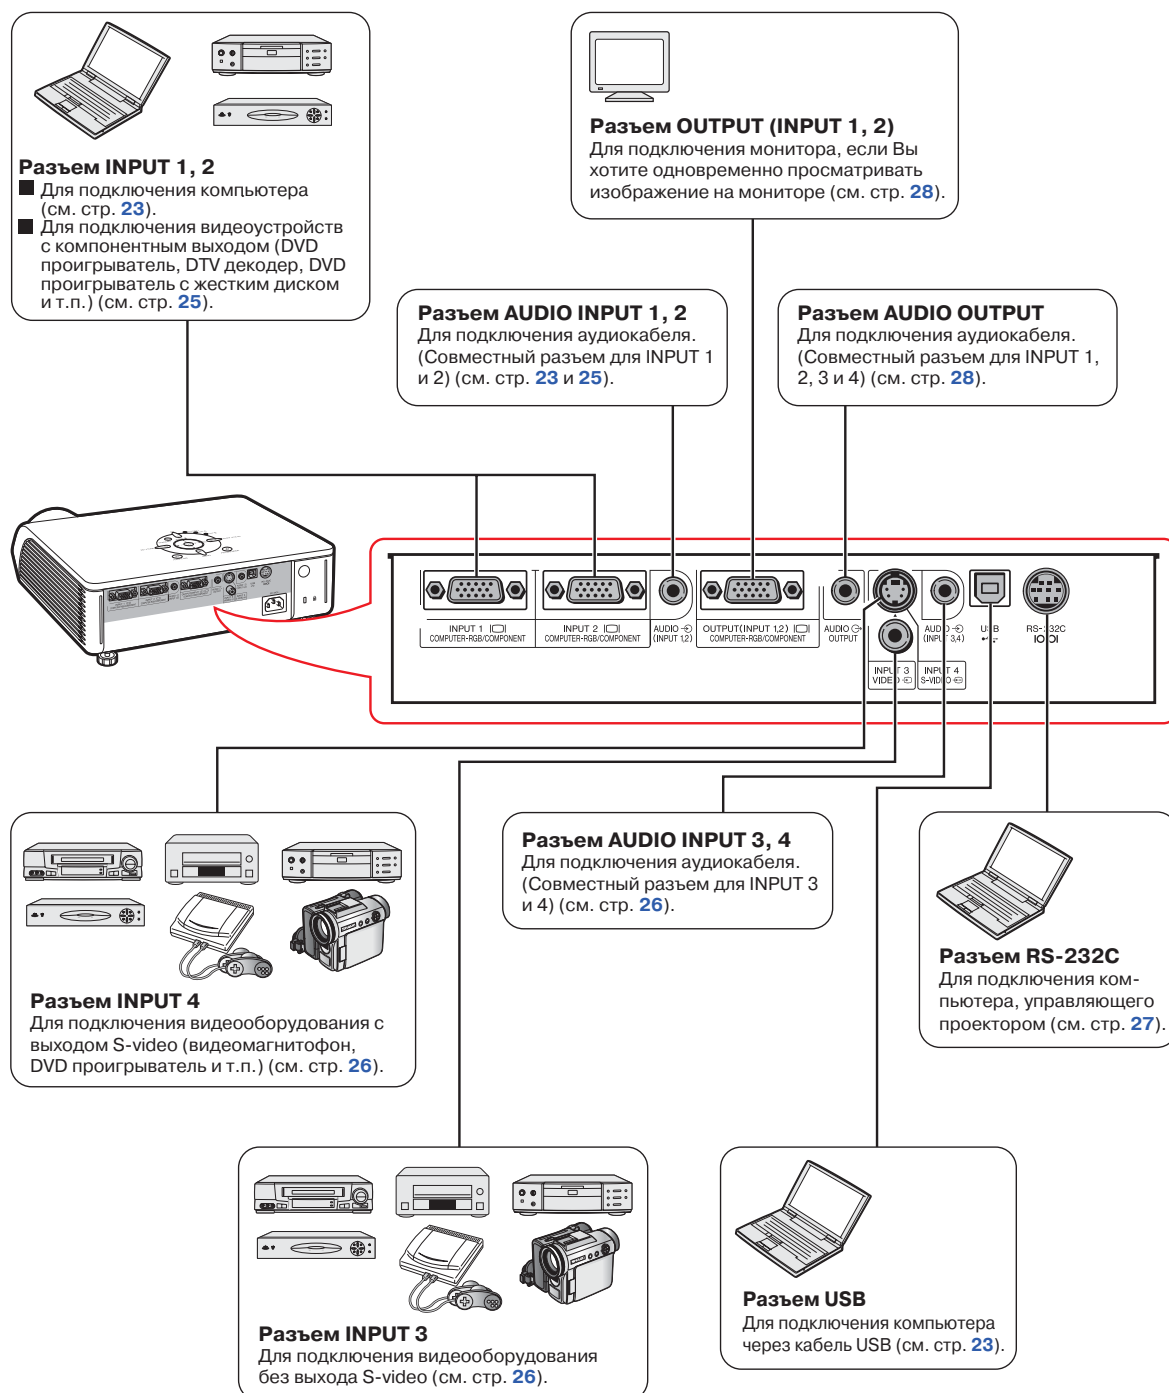 Разъем INPUT 1, 2
■ Для подключения компьютера
(см. стр. 23).
■ Для подключения видеоустройств
с компонентным выходом (DVD
проигрыватель, DTV декодер, DVD
проигрыватель с жестким диском
и т.п.) (см. стр. 25).
Разъем OUTPUT (INPUT 1, 2)
Для подключения монитора, если Вы
хотите одновременно просматривать
изображение на мониторе (см. стр. 28).
Разъем AUDIO INPUT 1, 2
Для подключения аудиокабеля.
(Совместный разъем для INPUT 1
и 2) (см. стр. 23 и 25).
Разъем AUDIO OUTPUT
Для подключения аудиокабеля.
(Совместный разъем для INPUT 1,
2, 3 и 4) (см. стр. 28).
INPUT 1
COMPUTER-RGB/COMPONENT
INPUT 2
COMPUTER-RGB/COMPONENT
AUDIO
(INPUT 1,2)
OUTPUT(INPUT 1,2)
COMPUTER-RGB/COMPONENT
AUDIO
OUTPUT
INPUT 3
VIDEO
AUDIO
(INPUT 3,4)
INPUT 4
S-VIDEO
USB
RS-232C
Разъем INPUT 4
Для подключения видеооборудования с
выходом S-video (видеомагнитофон,
DVD проигрыватель и т.п.) (см. стр. 26).
Разъем AUDIO INPUT 3, 4
Для подключения аудиокабеля.
(Совместный разъем для INPUT 3
и 4) (см. стр. 26).
Разъем RS-232C
Для подключения ком-
пьютера, управляющего
проектором (см. стр. 27).
Разъем INPUT 3
Для подключения видеооборудования
без выхода S-video (см. стр. 26).
Разъем USB
Для подключения компьютера
через кабель USB (см. стр. 23).